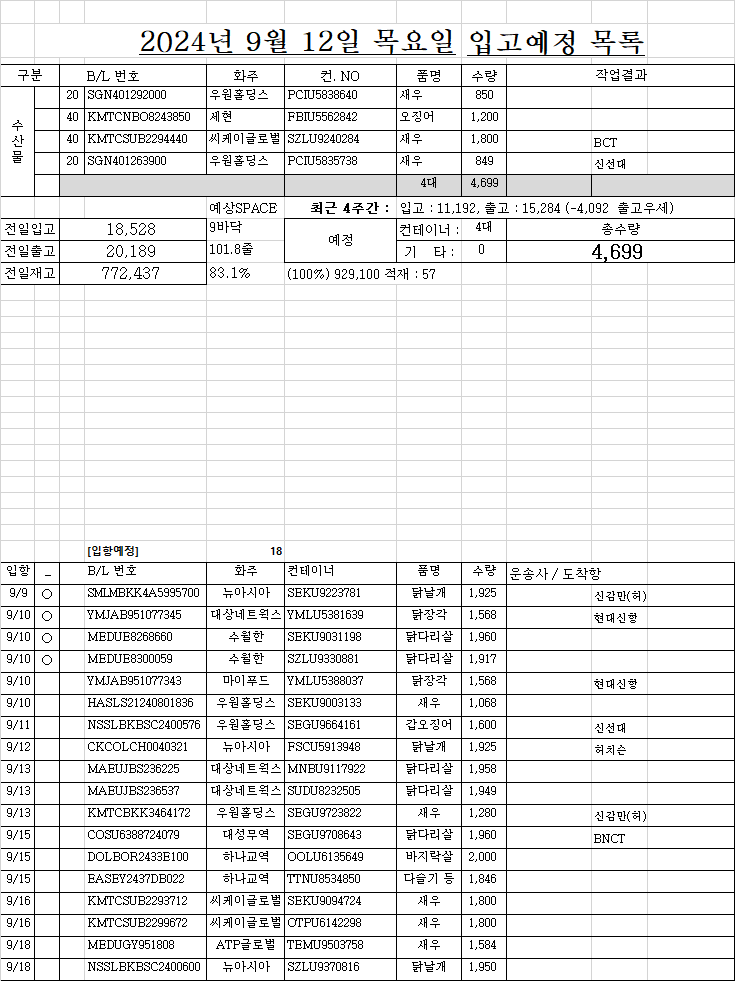 2024년 9월 12일 목요일 입고예정 목록
구분 B/L 번호 화주 컨. NO 품명 수량 작업결과
수산물
20 SGN401292000 우원홀딩스 PCIU5838640 새우 850
40 KMTCNBO8243850 제현 FBIU5562842 오징어 1,200
40 KMTCSUB2294440 씨케이글로벌 SZLU9240284 새우 1,800 BCT
20 SGN401263900 우원홀딩스 PCIU5835738 새우 849 신선대
4대 4,699
예상SPACE 최근 4주간 : 입고 : 11,192, 출고 : 15,284 (-4,092 출고우세)
전일입고 18,528 9바닥 예정 컨테이너 : 4대 총수량
전일출고 20,189 101.8줄 기 타 : 0 4,699
전일재고 772,437 83.1% (100%) 929,100 적재 : 57
[입항예정] 18
입항 _ B/L 번호 화주 컨테이너 품명 수량 운송사 / 도착항
9/9 ○ SMLMBKK4A5995700 뉴아시아 SEKU9223781 닭날개 1,925 신감만(허)
9/10 ○ YMJAB951077345 대상네트웍스 YMLU5381639 닭장각 1,568 현대신항
9/10 ○ MEDUE8268660 수월한 SEKU9031198 닭다리살 1,960
9/10 ○ MEDUE8300059 수월한 SZLU9330881 닭다리살 1,917
9/10 YMJAB951077343 마이푸드 YMLU5388037 닭장각 1,568 현대신항
9/10 HASLS21240801836 우원홀딩스 SEKU9003133 새우 1,068
9/11 NSSLBKBSC2400576 우원홀딩스 SEGU9664161 갑오징어 1,600 신선대
9/12 CKCOLCH0040321 뉴아시아 FSCU5913948 닭날개 1,925 허치슨
9/13 MAEUJBS236225 대상네트웍스 MNBU9117922 닭다리살 1,958
9/13 MAEUJBS236537 대상네트웍스 SUDU8232505 닭다리살 1,949
9/13 KMTCBKK3464172 우원홀딩스 SEGU9723822 새우 1,280 신감만(허)
9/15 COSU6388724079 대성무역 SEGU9708643 닭다리살 1,960 BNCT
9/15 DOLBOR2433E100 하나교역 OOLU6135649 바지락살 2,000
9/15 EASEY2437DB022 하나교역 TTNU8534850 다슬기 등 1,846
9/16 KMTCSUB2293712 씨케이글로벌 SEKU9094724 새우 1,800
9/16 KMTCSUB2299672 씨케이글로벌 OTPU6142298 새우 1,800
9/18 MEDUGY951808 ATP글로벌 TEMU9503758 새우 1,584
9/18 NSSLBKBSC2400600 뉴아시아 SZLU9370816 닭날개 1,950